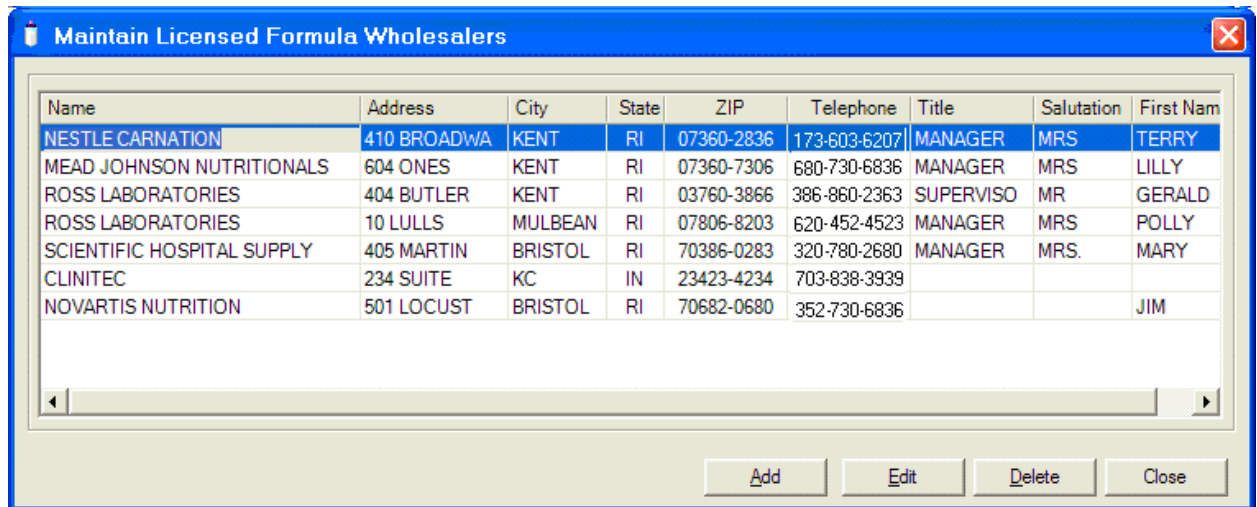 Maintain Licensed Formula Wholesalers
Name Address City State ZIP Telephone Title Salutation First Nam
NESTLE CARNATION 410 BROADWA KENT RI 07360-2836 173-603-6207 MANAGER MRS TERRY
MEAD JOHNSON NUTRITIONALS 604 ONES KENT RI 07360-7306 680-730-6836 MANAGER MRS LILLY
ROSS LABORATORIES 404 BUTLER KENT RI 03760-3866 386-860-2363 SUPERVISO MR GERALD
ROSS LABORATORIES 10 LULLS MULBEAN RI 07806-8203 620-452-4523 MANAGER MRS POLLY
SCIENTIFIC HOSPITAL SUPPLY 405 MARTIN BRISTOL RI 70386-0283 320-780-2680 MANAGER MRS. MARY
CLINITEC 234 SUITE KC IN 23423-4234 703-838-3939
NOVARTIS NUTRITION 501 LOCUST BRISTOL RI 70682-0680 352-730-6836 JIM
Add Edit Delete Close